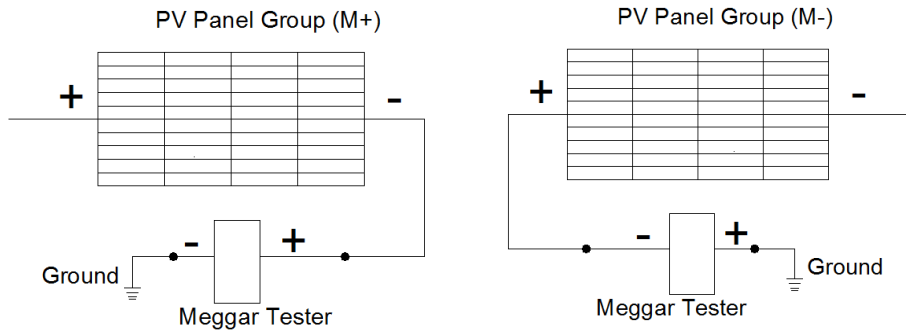 PV Panel Group (M+)
+
-
-
+
Ground
Meggar Tester
PV Panel Group (M-)
+
-
-
+
Ground
Meggar Tester